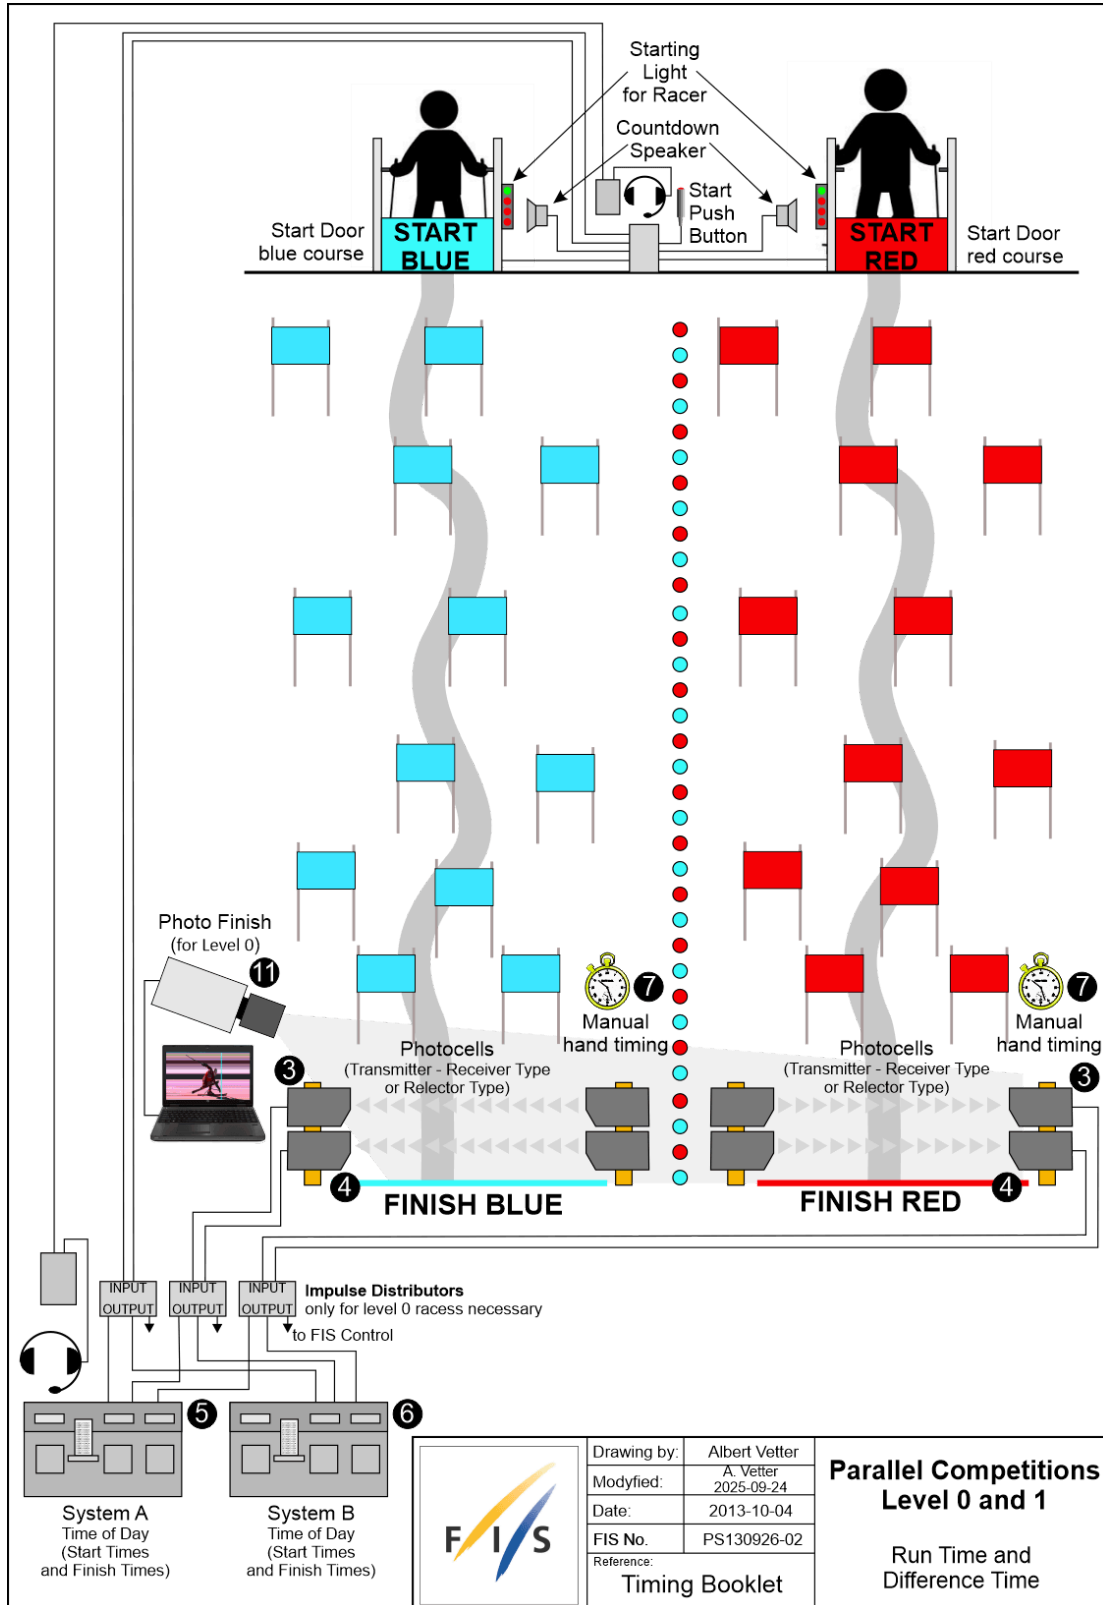 Starting
Light
for Racer
Countdown
Speaker
Start
Push
Button
Start Door
blue course
START
BLUE
START
RED
Start Door
red course
Photo Finish
(for Level 0)
11
7
Manual
hand timing
7
Manual
hand timing
Photocells
(Transmitter - Receiver Type
or Relector Type)
Photocells
(Transmitter - Receiver Type
or Relector Type)
3
3
4
FINISH BLUE
FINISH RED
4
INPUT
OUTPUT
INPUT
OUTPUT
INPUT
OUTPUT
Impulse Distributors
only for level 0 racess necessary
to FIS Control
5
6
System A
Time of Day
(Start Times
and Finish Times)
System B
Time of Day
(Start Times
and Finish Times)
F I S
Drawing by: Albert Vetter
Modyfied: A. Vetter
2025-09-24
Date: 2013-10-04
FIS No. PS130926-02
Reference:
Timing Booklet
Parallel Competitions
Level 0 and 1
Run Time and
Difference Time